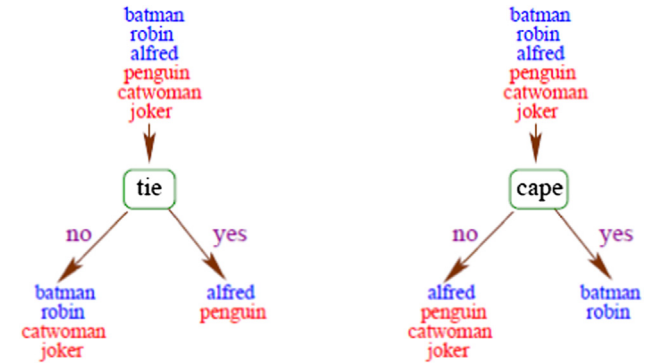 batman
robin
alfred
penguin
catwoman
joker
tie
no
yes
batman
robin
catwoman
joker
alfred
penguin
batman
robin
alfred
penguin
catwoman
joker
cape
no
yes
alfred
penguin
catwoman
joker
batman
robin